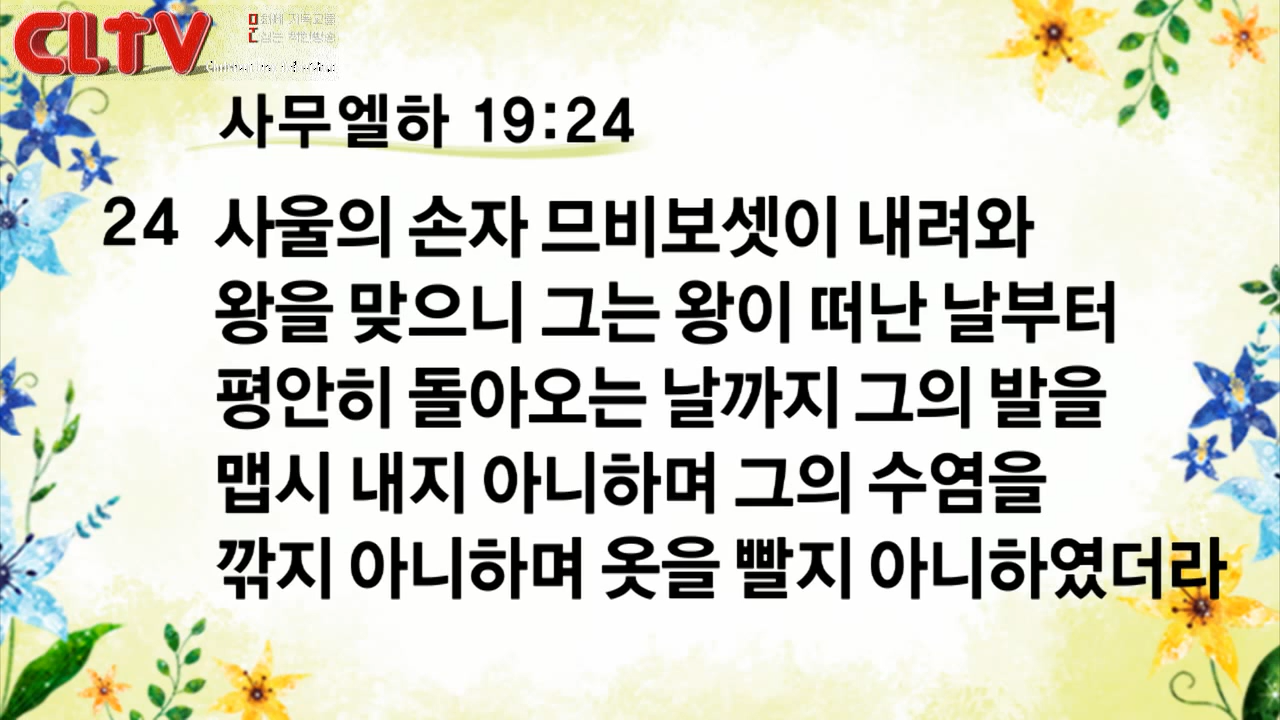 CLTV
사무엘하 19:24
24 사울의 손자 므비보셋이 내려와
왕을 맞으니 그는 왕이 떠난 날부터
평안히 돌아오는 날까지 그의 발을
맵시 내지 아니하며 그의 수염을
깎지 아니하며 옷을 빨지 아니하였더라